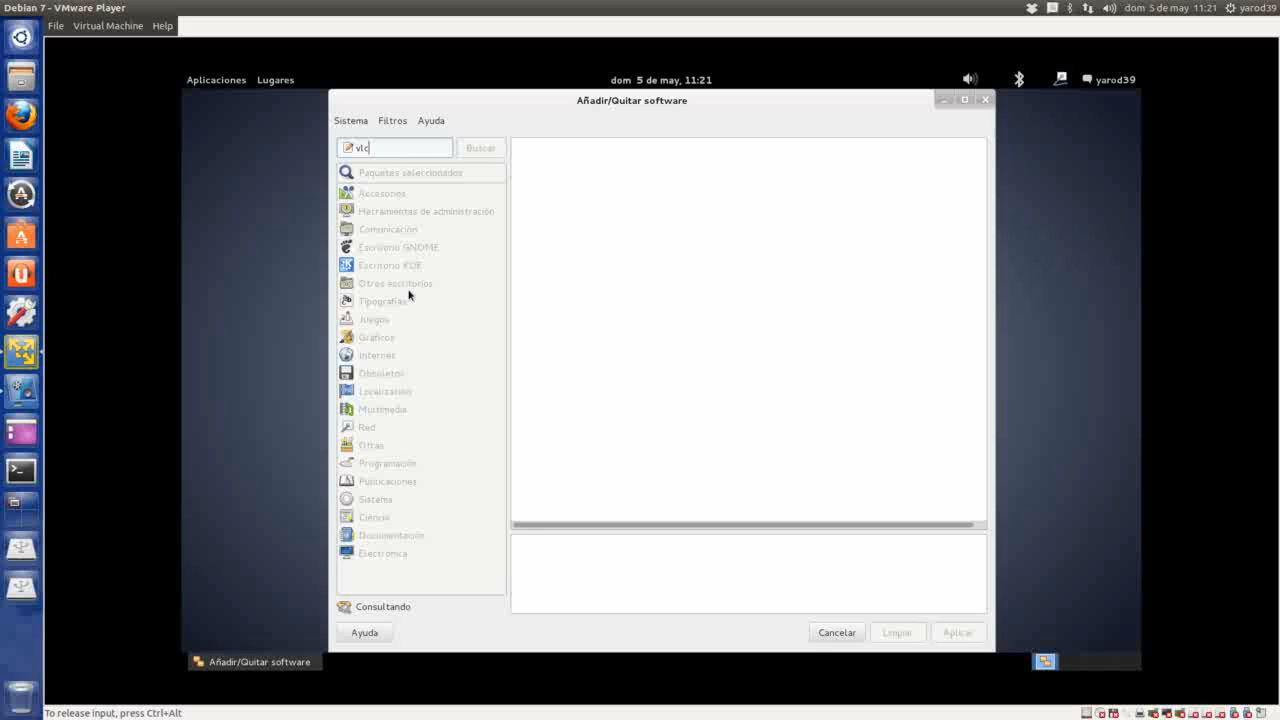 Debian 7 - VMware Player
dom 5 de may, 11:21 yarod39
File Virtual Machine Help
Aplicaciones Lugares dom 5 de may, 11:21 yarod39
Añadir/Quitar software
Sistema Filtros Ayuda
vlc Buscar
Paquetes seleccionados
Accesorios
Herramientas de administración
Comunicación
Escritorio GNOME
Escritorio KDE
Otros escritorios
Tipografías
Juegos
Gráficos
Internet
Obsoletos
Localización
Multimedia
Red
Otras
Programación
Publicaciones
Sistema
Ciencia
Documentación
Electrónica
Consultando
Ayuda Cancelar Limpiar Aplicar
Añadir/Quitar software
To release input, press Ctrl+Alt